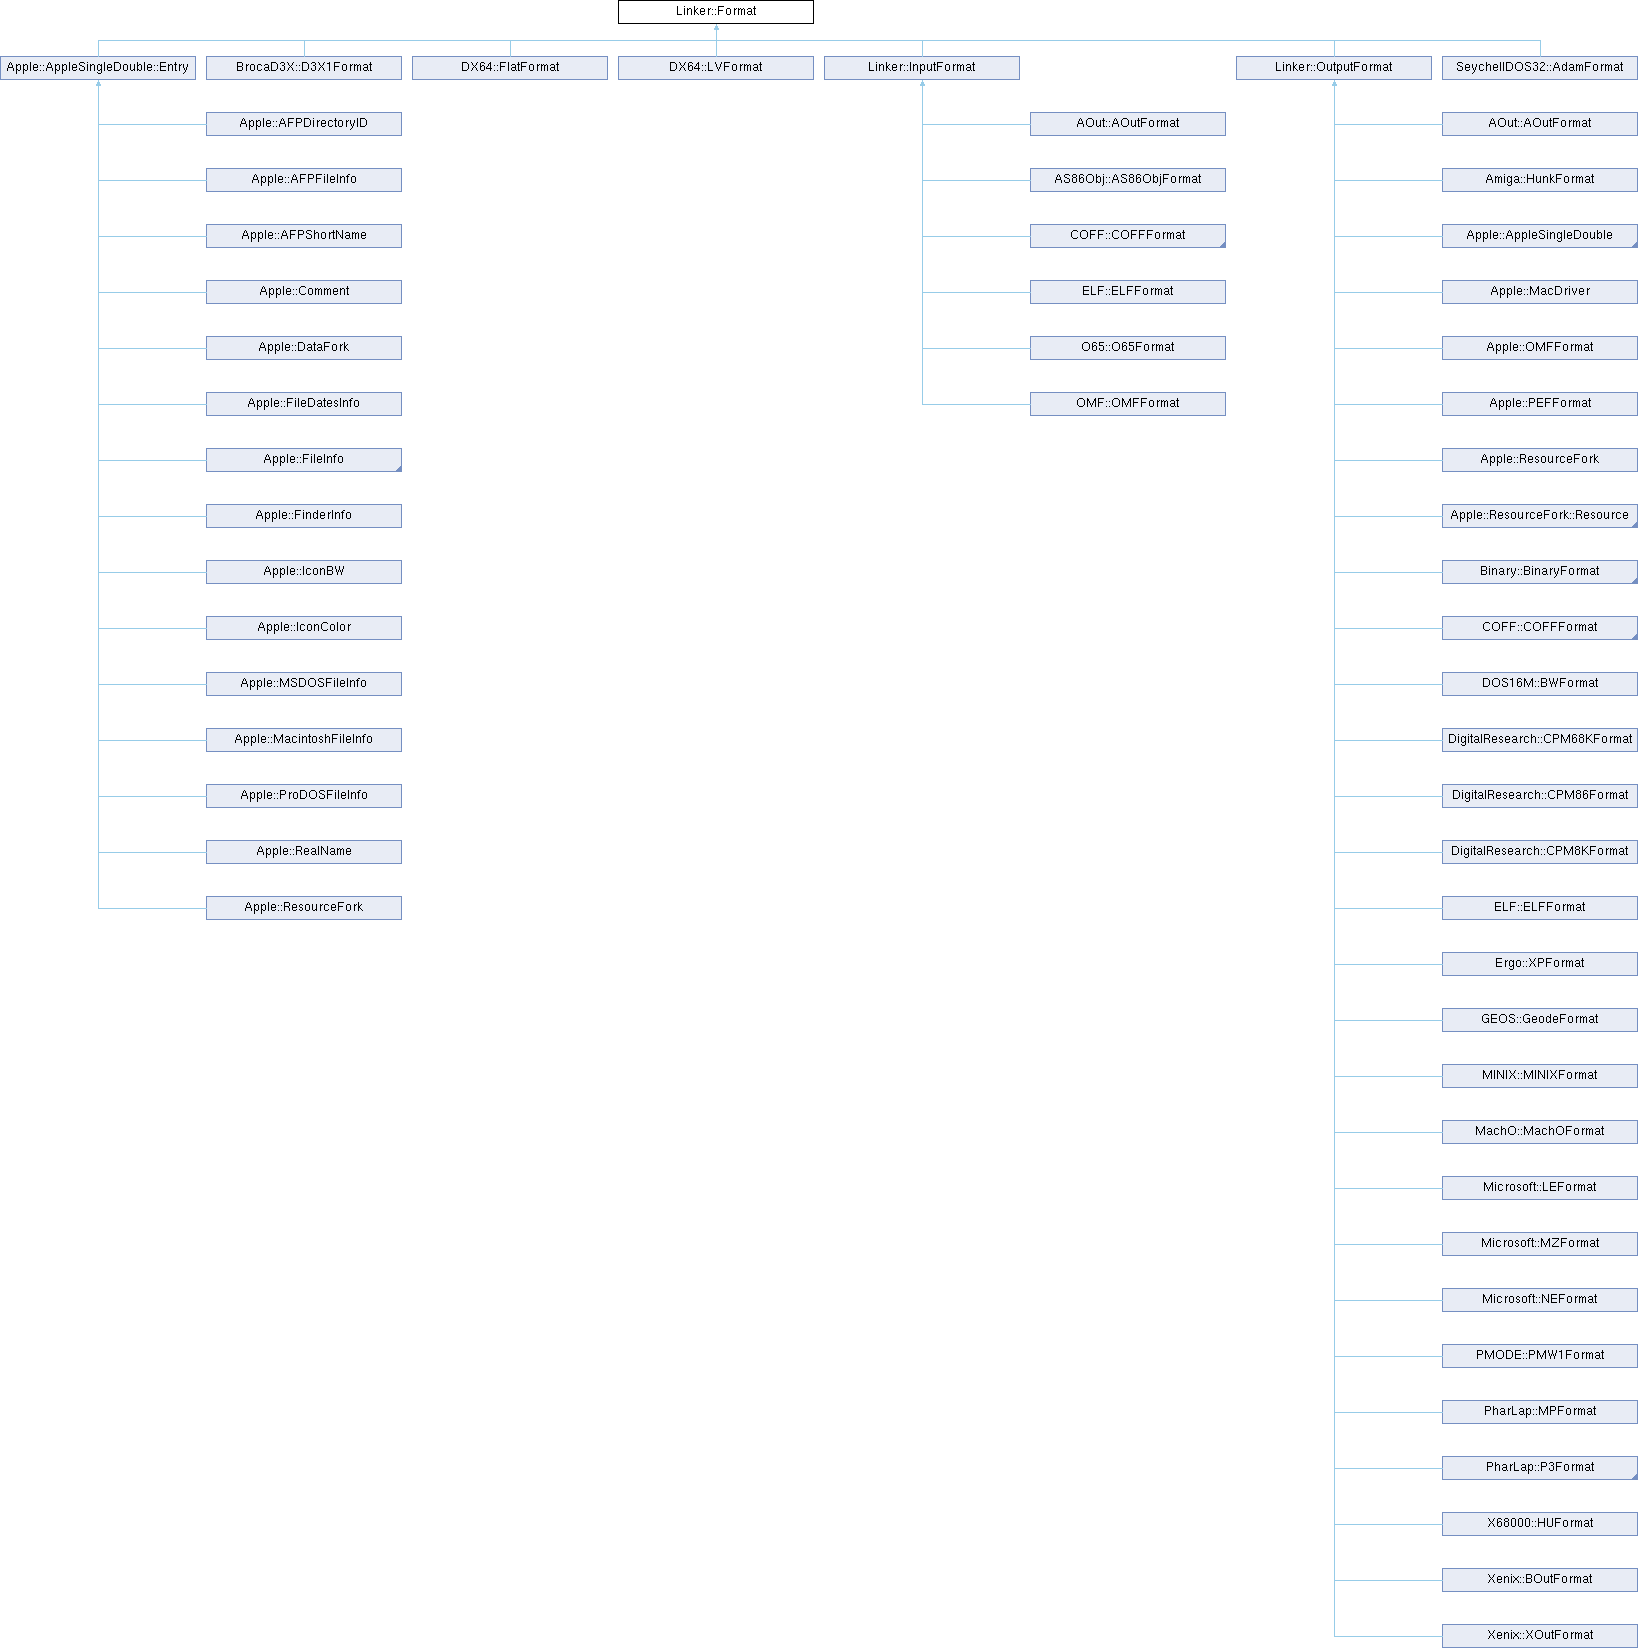 Linker::Format
Apple::AppleSingleDouble::Entry
BrocaD3X::D3X1Format
DX64::FlatFormat
DX64::LVFormat
Linker::InputFormat
Linker::OutputFormat
SeychellDOS32::AdamFormat
Apple::AFPDirectoryID
Apple::AFPFileInfo
Apple::AFPShortName
Apple::Comment
Apple::DataFork
Apple::FileDatesInfo
Apple::FileInfo
Apple::FinderInfo
Apple::IconBW
Apple::IconColor
Apple::MSDOSFileInfo
Apple::MacintoshFileInfo
Apple::ProDOSFileInfo
Apple::RealName
Apple::ResourceFork
AOut::AOutFormat
AS86Obj::AS86ObjFormat
COFF::COFFFormat
ELF::ELFFormat
O65::O65Format
OMF::OMFFormat
AOut::AOutFormat
Amiga::HunkFormat
Apple::AppleSingleDouble
Apple::MacDriver
Apple::OMFFormat
Apple::PEFFormat
Apple::ResourceFork
Apple::ResourceFork::Resource
Binary::BinaryFormat
COFF::COFFFormat
DOS16M::BWFormat
DigitalResearch::CPM68KFormat
DigitalResearch::CPM86Format
DigitalResearch::CPM8KFormat
ELF::ELFFormat
Ergo::XPFormat
GEOS::GeodeFormat
MINIX::MINIXFormat
MachO::MachOFormat
Microsoft::LEFormat
Microsoft::MZFormat
Microsoft::NEFormat
PMODE::PMW1Format
PharLap::MPFormat
PharLap::P3Format
X68000::HUFormat
Xenix::BOutFormat
Xenix::XOutFormat